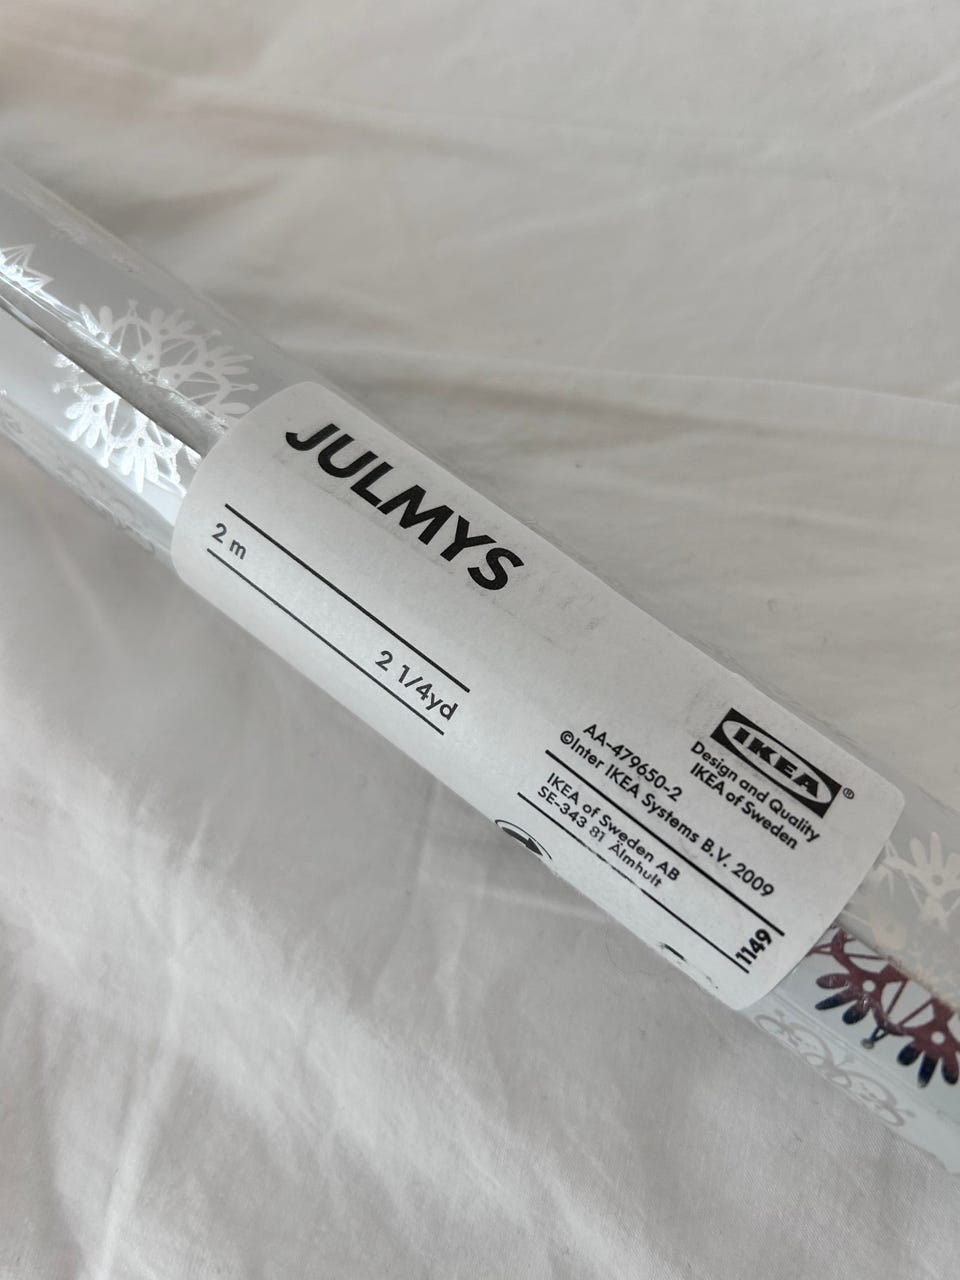 JULMYS
2 m
2 1/4yd
AA-479650-2
©Inter IKEA Systems B.V. 2009
IKEA of Sweden AB
SE-343 81 Älmhult
1149
IKEA®
Design and Quality
IKEA of Sweden